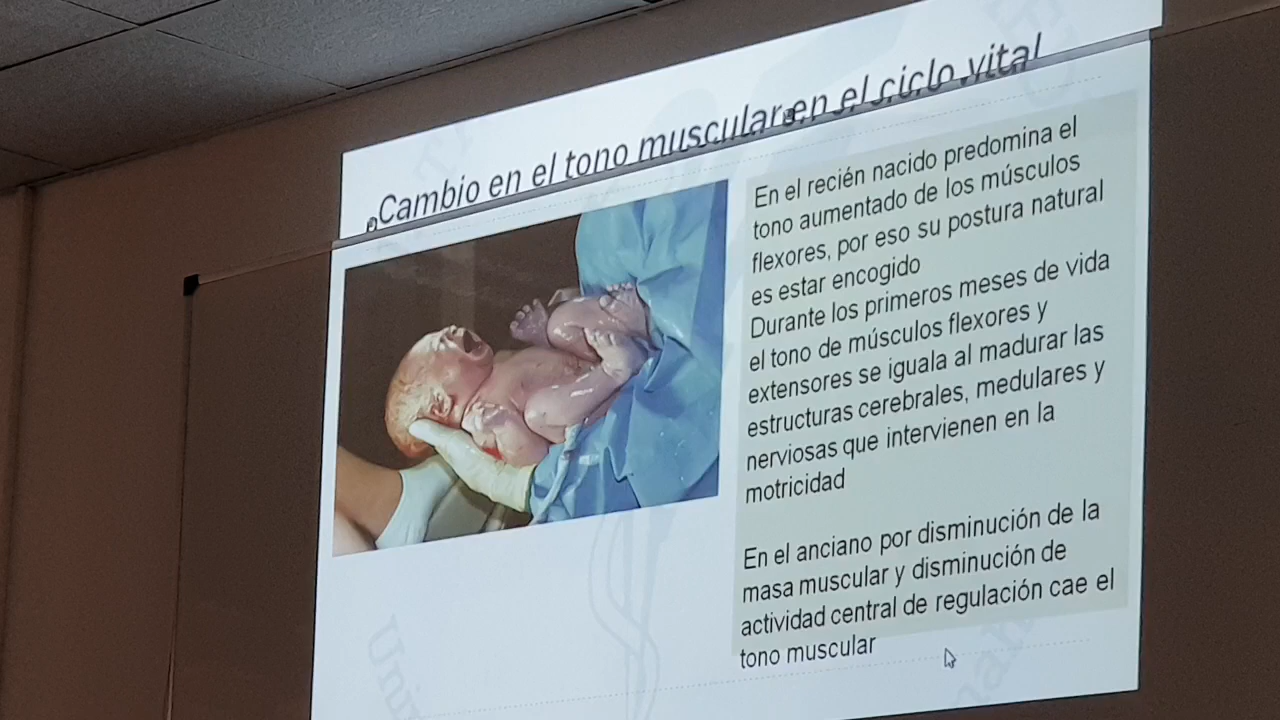 Cambio en el tono muscular en el ciclo vital
En el recién nacido predomina el
tono aumentado de los músculos
flexores, por eso su postura natural
es estar encogido
Durante los primeros meses de vida
el tono de músculos flexores y
extensores se iguala al madurar las
estructuras cerebrales, medulares y
nerviosas que intervienen en la
motricidad
En el anciano por disminución de la
masa muscular y disminución de
actividad central de regulación cae el
tono muscular